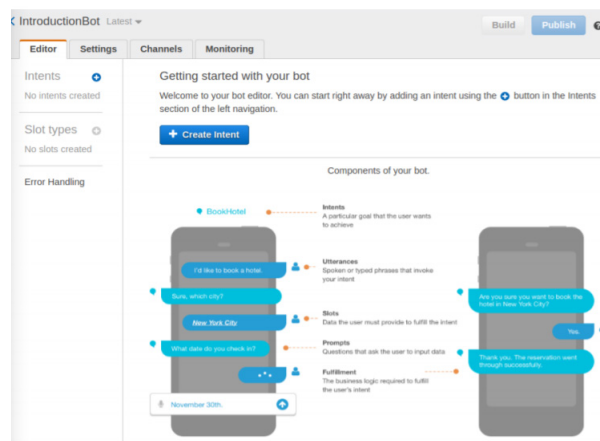 IntroductionBot Latest
Build
Publish
Editor
Settings
Channels
Monitoring
Intents
No intents created
Slot types
No slots created
Error Handling
Getting started with your bot
Welcome to your bot editor. You can start right away by adding an intent using the + button in the Intents
section of the left navigation.
+ Create Intent
Components of your bot.
BookHotel
I'd like to book a hotel.
Sure, which city?
New York City
What date do you check in?
November 30th.
Intents
A particular goal that the user wants
to achieve
Utterances
Spoken or typed phrases that invoke
your intent
Slots
Data the user must provide to fulfill the intent
Prompts
Questions that ask the user to input data
Fulfillment
The business logic required to fulfill
the user's intent
Are you sure you want to book the
hotel in New York City?
Yes.
Thank you. The reservation went
through successfully.